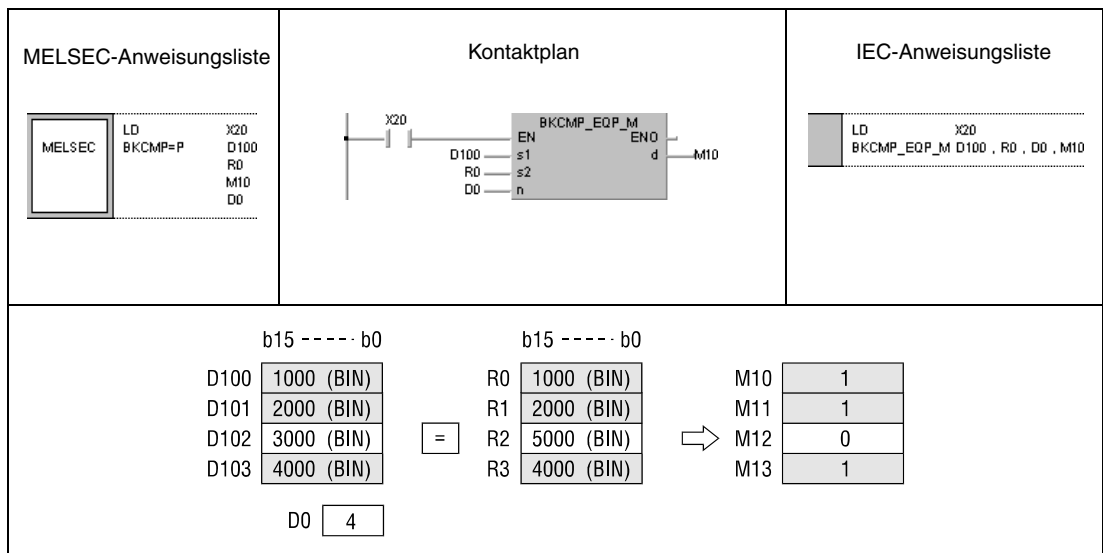 MELSEC-Anweisungsliste
MELSEC
LD X20
BKCMP=P D100
R0
M10
D0
Kontaktplan
X20
BKCMP_EQP_M
EN ENO
D100 s1 d M10
R0 s2
D0 n
IEC-Anweisungsliste
LD X20
BKCMP_EQP_M D100 , R0 , D0 , M10
b15 ----- b0 b15 ----- b0
D100 1000 (BIN) R0 1000 (BIN) M10 1
D101 2000 (BIN) R1 2000 (BIN) M11 1
D102 3000 (BIN) = R2 5000 (BIN) M12 0
D103 4000 (BIN) R3 4000 (BIN) M13 1
D0 4